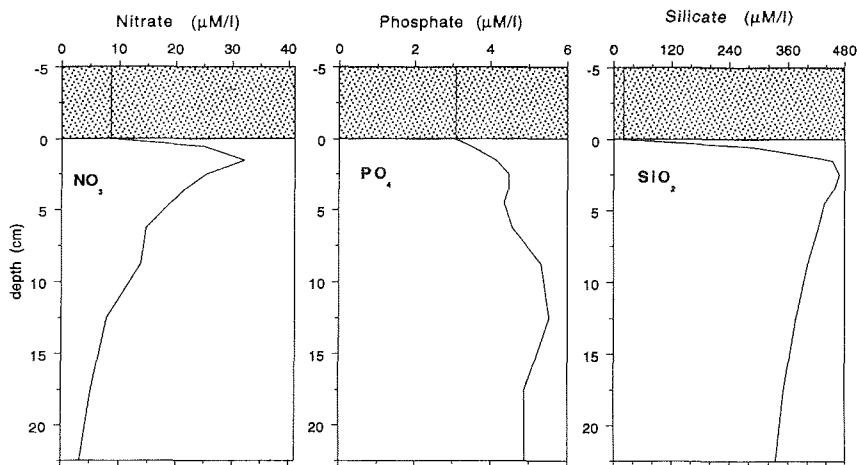 Nitrate (μM/l)
0 10 20 30 40
-5
0
5
10
15
20
depth (cm)
NO3
Phosphate (μM/l)
0 2 4 6
-5
0
5
10
15
20
PO4
Silicate (μM/l)
0 120 240 360 480
-5
0
5
10
15
20
SIO2